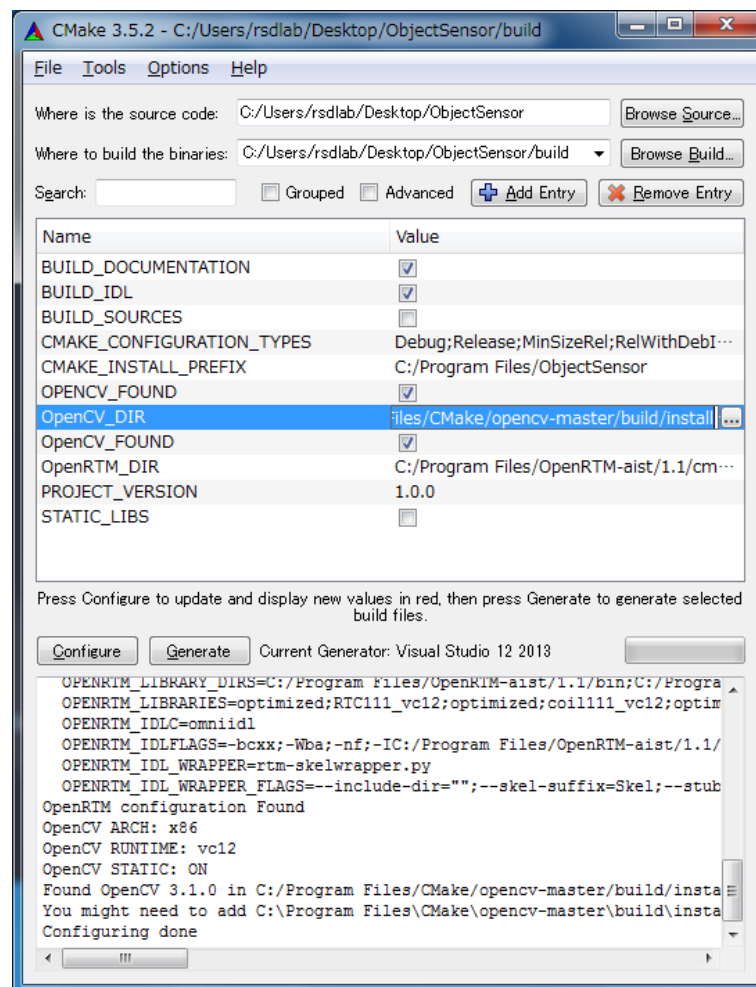 CMake 3.5.2 - C:/Users/rsdlab/Desktop/ObjectSensor/build
File Tools Options Help
Where is the source code: C:/Users/rsdlab/Desktop/ObjectSensor Browse Source...
Where to build the binaries: C:/Users/rsdlab/Desktop/ObjectSensor/build Browse Build...
Search: Grouped Advanced Add Entry Remove Entry
Name Value
BUILD_DOCUMENTATION
BUILD_IDL
BUILD_SOURCES
CMAKE_CONFIGURATION_TYPES Debug;Release;MinSizeRel;RelWithDebI...
CMAKE_INSTALL_PREFIX C:/Program Files/ObjectSensor
OPENCV_FOUND
OpenCV_DIR Files/CMake/opencv-master/build/install ...
OpenCV_FOUND
OpenRTM_DIR C:/Program Files/OpenRTM-aist/1.1/cm...
PROJECT_VERSION 1.0.0
STATIC_LIBS
Press Configure to update and display new values in red, then press Generate to generate selected
build files.
Configure Generate Current Generator: Visual Studio 12 2013
OPENRTM_LIBRARY_DIRS=C:/Program Files/OpenRTM-aist/1.1/bin;C:/Progra
OPENRTM_LIBRARIES=optimized;RTC111_vc12;optimized;coil111_vc12;optim
OPENRTM_IDLC=omniidl
OPENRTM_IDLFLAGS=-bcxx;-Wba;-nf;-IC:/Program Files/OpenRTM-aist/1.1/
OPENRTM_IDL_WRAPPER=rtm-skelwrapper.py
OPENRTM_IDL_WRAPPER_FLAGS=--include-dir="";--skel-suffix=Skel;--stub
OpenRTM configuration Found
OpenCV ARCH: x86
OpenCV RUNTIME: vc12
OpenCV STATIC: ON
Found OpenCV 3.1.0 in C:/Program Files/CMake/opencv-master/build/insta
You might need to add C:\Program Files\CMake\opencv-master\build\insta
Configuring done